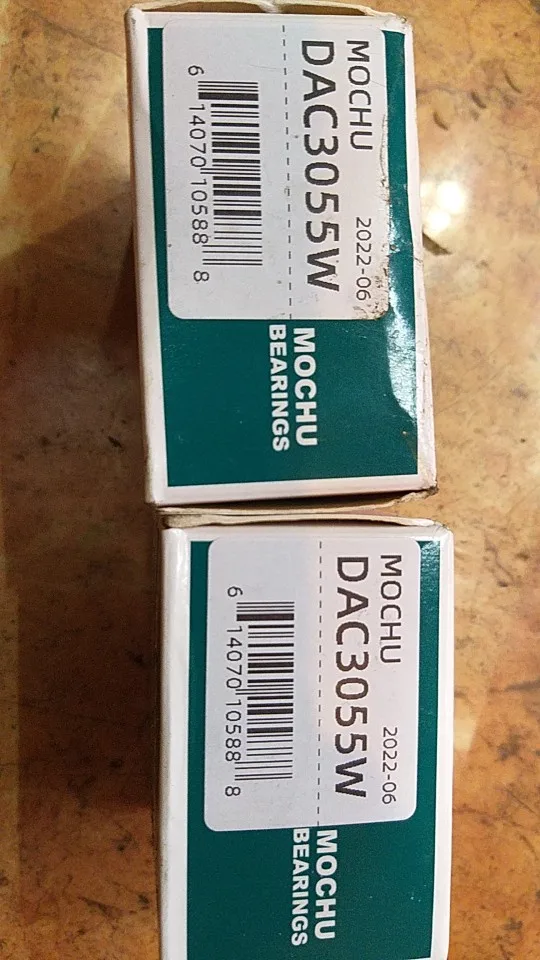 MOCHU
2022-06
DAC3055W
6 14070 10588 8
MOCHU
BEARINGS
MOCHU
2022-06
DAC3055W
6 14070 10588 8
MOCHU
BEARINGS